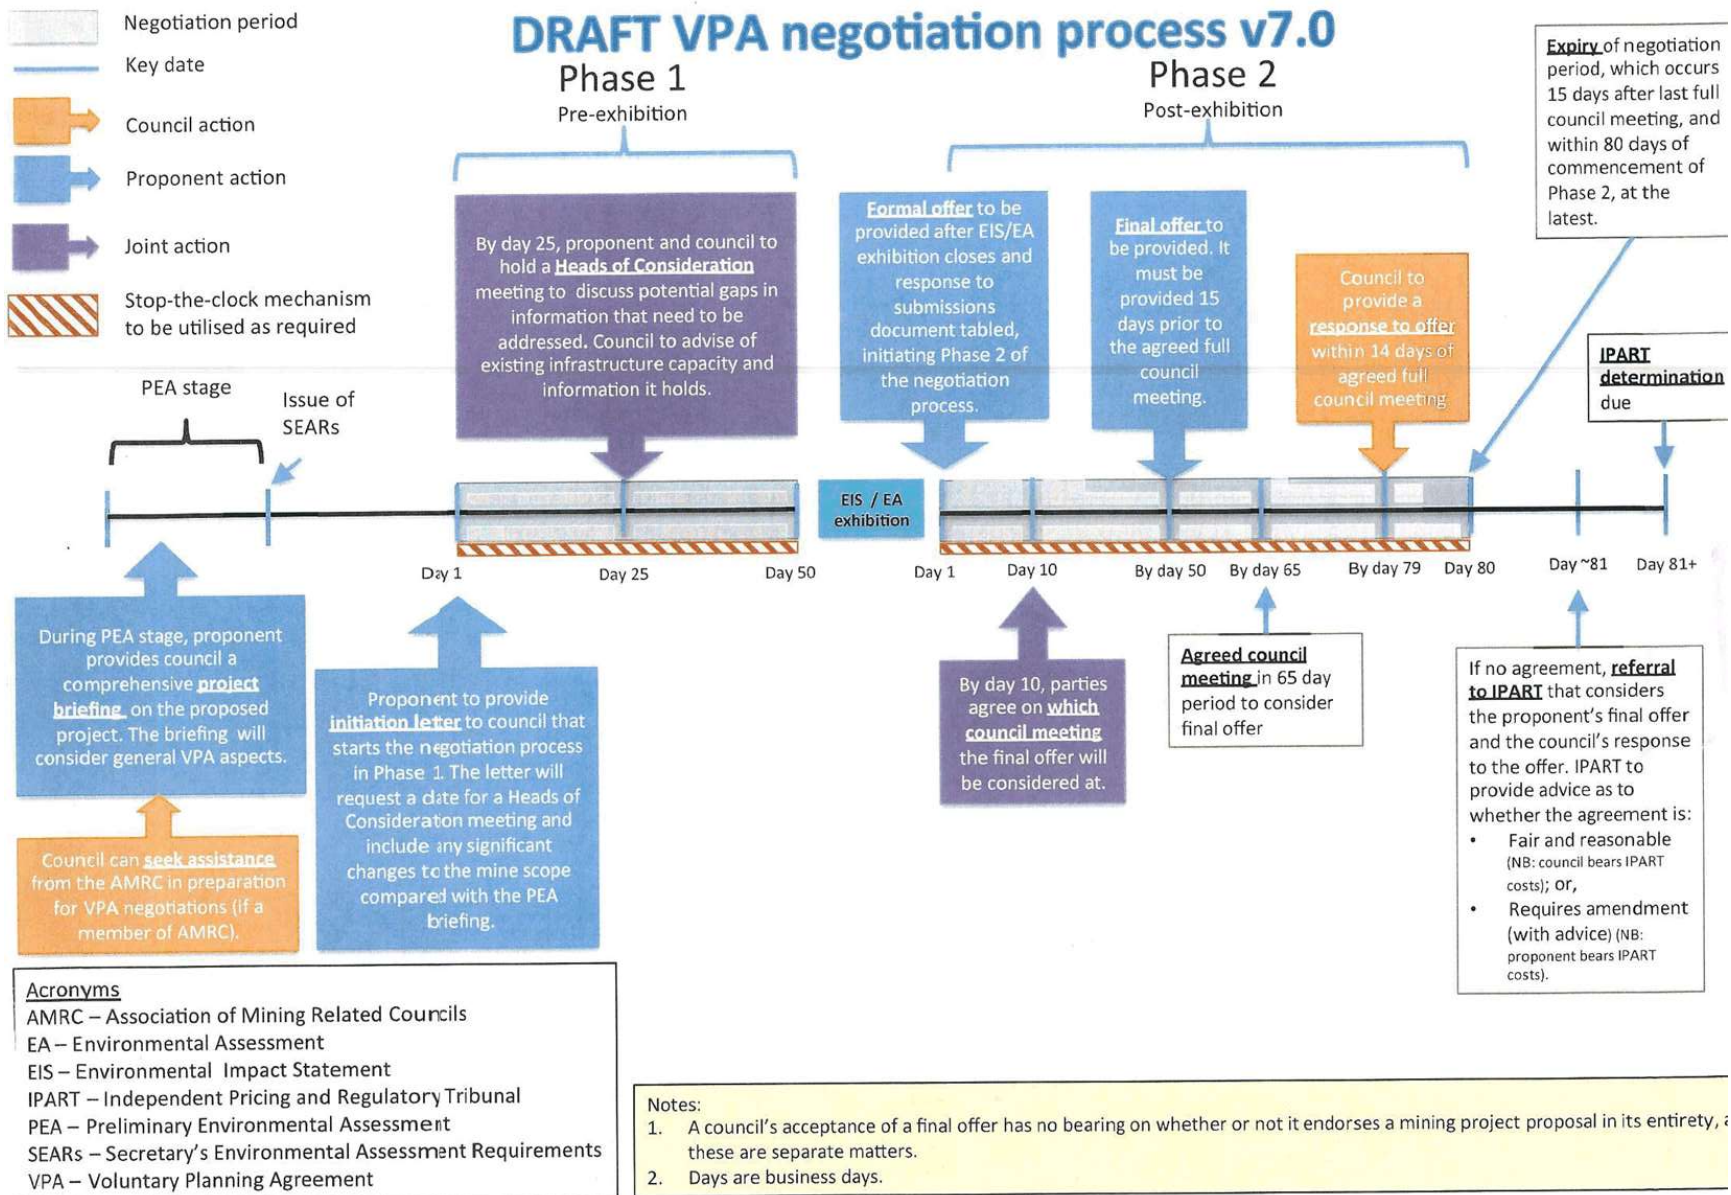 DRAFT VPA negotiation process v7.0
Negotiation period
Key date
Council action
Proponent action
Joint action
Stop-the-clock mechanism
to be utilised as required
Phase 1
Pre-exhibition
Phase 2
Post-exhibition
Expiry of negotiation
period, which occurs
15 days after last full
council meeting, and
within 80 days of
commencement of
Phase 2, at the
latest.
By day 25, proponent and council to
hold a Heads of Consideration
meeting to discuss potential gaps in
information that need to be
addressed. Council to advise of
existing infrastructure capacity and
information it holds.
Formal offer to be
provided after EIS/EA
exhibition closes and
response to
submissions
document tabled,
initiating Phase 2 of
the negotiation
process.
Final offer to
be provided. It
must be
provided 15
days prior to
the agreed full
council
meeting.
Council to
provide a
response to offer
within 14 days of
agreed full
council meeting
IPART
determination
due
PEA stage
Issue of
SEARs
EIS / EA
exhibition
Day 1
Day 25
Day 50
Day 1
Day 10
By day 50
By day 65
By day 79
Day 80
Day ~81
Day 81+
During PEA stage, proponent
provides council a
comprehensive project
briefing on the proposed
project. The briefing will
consider general VPA aspects.
Council can seek assistance
from the AMRC in preparation
for VPA negotiations (if a
member of AMRC).
Proponent to provide
initiation letter to council that
starts the negotiation process
in Phase 1. The letter will
request a date for a Heads of
Consideraton meeting and
include any significant
changes to the mine scope
compared with the PEA
briefing.
By day 10, parties
agree on which
council meeting
the final offer will
be considered at.
Agreed council
meeting in 65 day
period to consider
final offer
If no agreement, referral
to IPART that considers
the proponent's final offer
and the council's response
to the offer. IPART to
provide advice as to
whether the agreement is:
• Fair and reasonable
(NB: council bears IPART
costs); or,
• Requires amendment
(with advice) (NB:
proponent bears IPART
costs).
Acronyms
AMRC – Association of Mining Related Councils
EA – Environmental Assessment
EIS – Environmental Impact Statement
IPART – Independent Pricing and Regulatory Tribunal
PEA – Preliminary Environmental Assessment
SEARs – Secretary's Environmental Assessment Requirements
VPA – Voluntary Planning Agreement
Notes:
1. A council's acceptance of a final offer has no bearing on whether or not it endorses a mining project proposal in its entirety,
these are separate matters.
2. Days are business days.